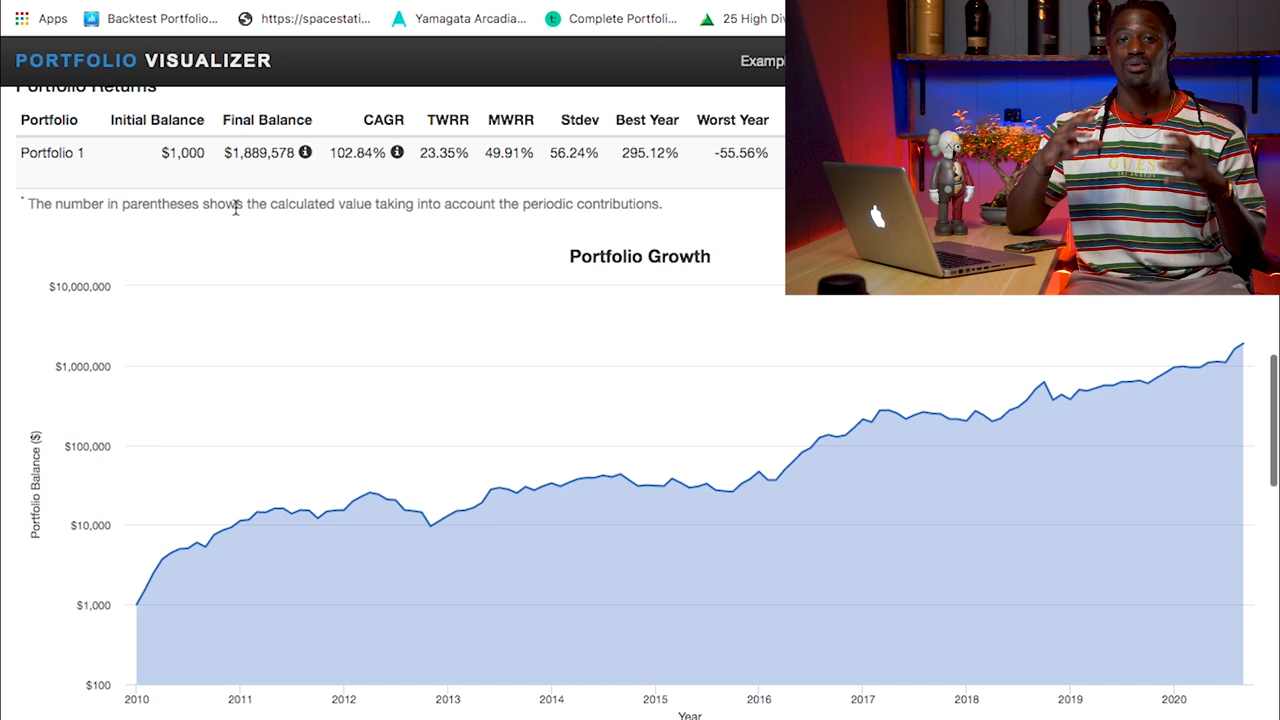 Apps
Backtest Portfolio...
https://spacestati...
Yamagata Arcadia...
Complete Portfoli...
25 High Di
PORTFOLIO VISUALIZER
Exampl
Portfolio Returns
Portfolio Initial Balance Final Balance CAGR TWRR MWRR Stdev Best Year Worst Year
Portfolio 1 $1,000 $1,889,578 102.84% 23.35% 49.91% 56.24% 295.12% -55.56%
* The number in parentheses shows the calculated value taking into account the periodic contributions.
Portfolio Growth
$10,000,000
$1,000,000
$100,000
$10,000
$1,000
$100
Portfolio Balance ($)
2010 2011 2012 2013 2014 2015 2016 2017 2018 2019 2020
Year
GUESS
LOS ANGELES